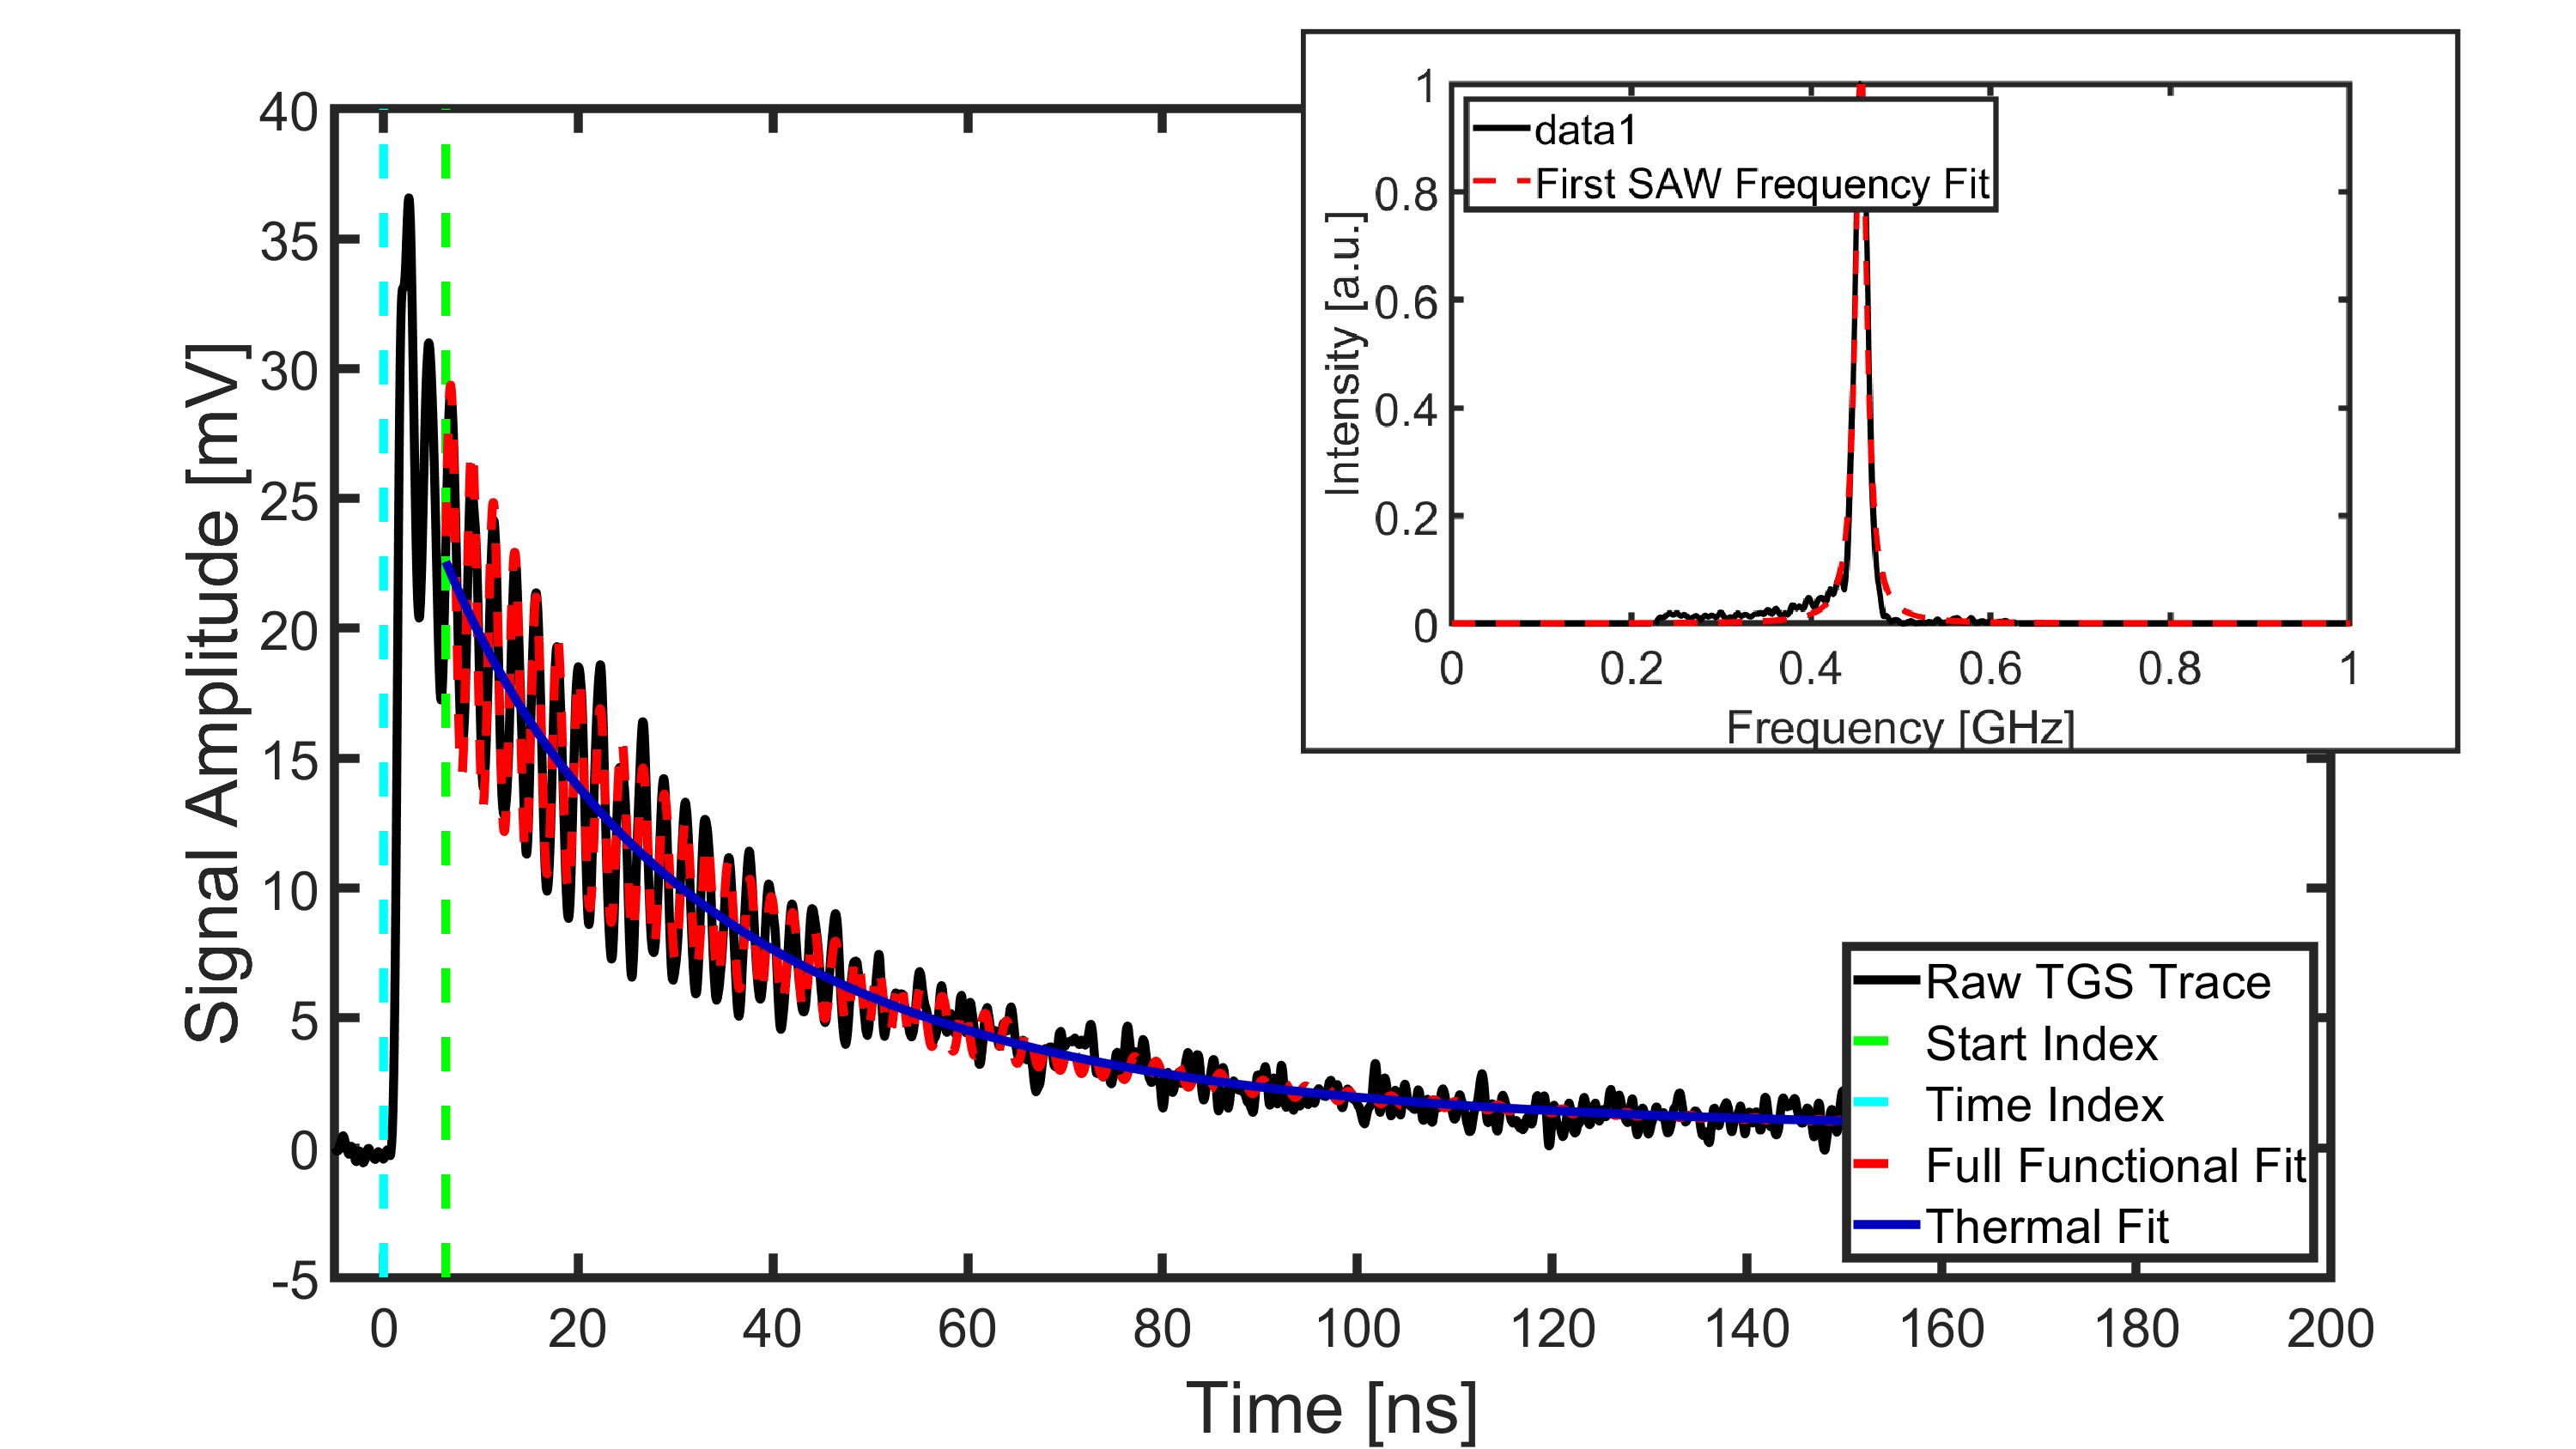 40
35
30
25
20
15
10
5
0
-5
Signal Amplitude [mV]
0 20 40 60 80 100 120 140 160 180 200
Time [ns]
1
0.8
0.6
0.4
0.2
0
Intensity [a.u.]
data1
First SAW Frequency Fit
0 0.2 0.4 0.6 0.8 1
Frequency [GHz]
Raw TGS Trace
Start Index
Time Index
Full Functional Fit
Thermal Fit